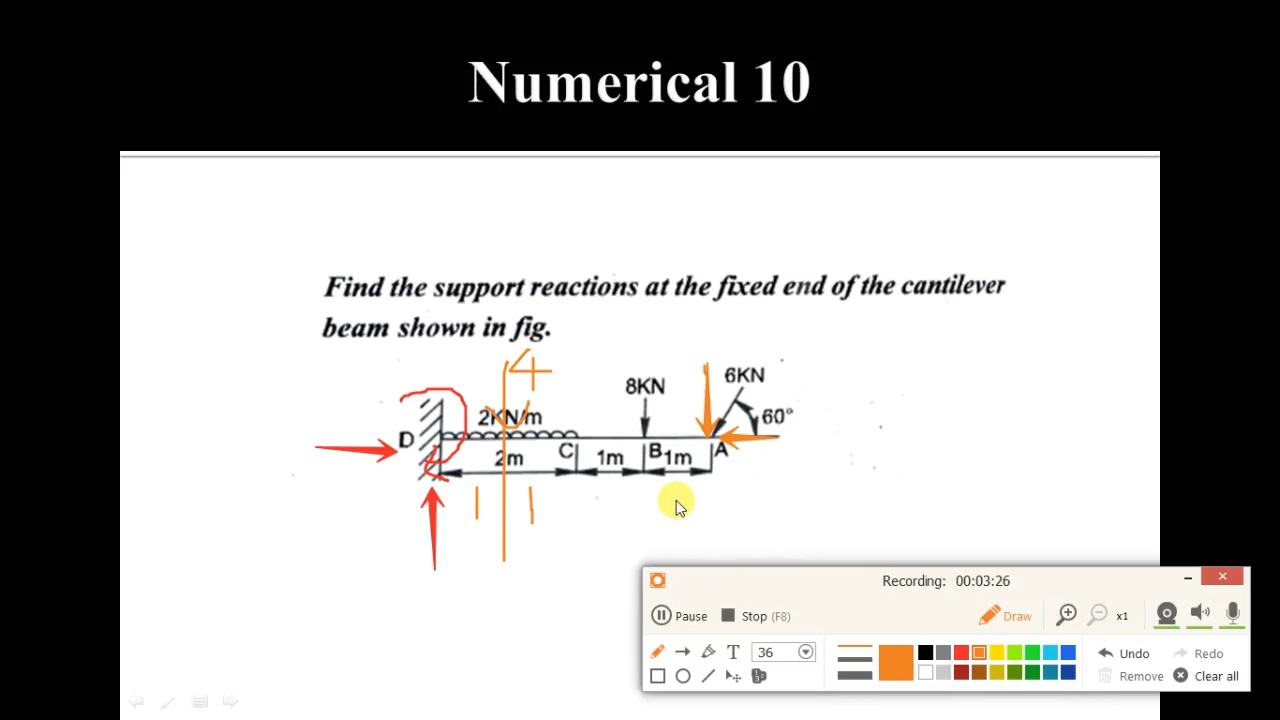 Numerical 10
Find the support reactions at the fixed end of the cantilever
beam shown in fig.
4
8KN
6KN
2KN/m
60°
D
2m
C
1m
B
1m
A
1 1
Recording: 00:03:26
Pause
Stop (F8)
Draw
x1
T
36
Undo
Redo
Remove
Clear all